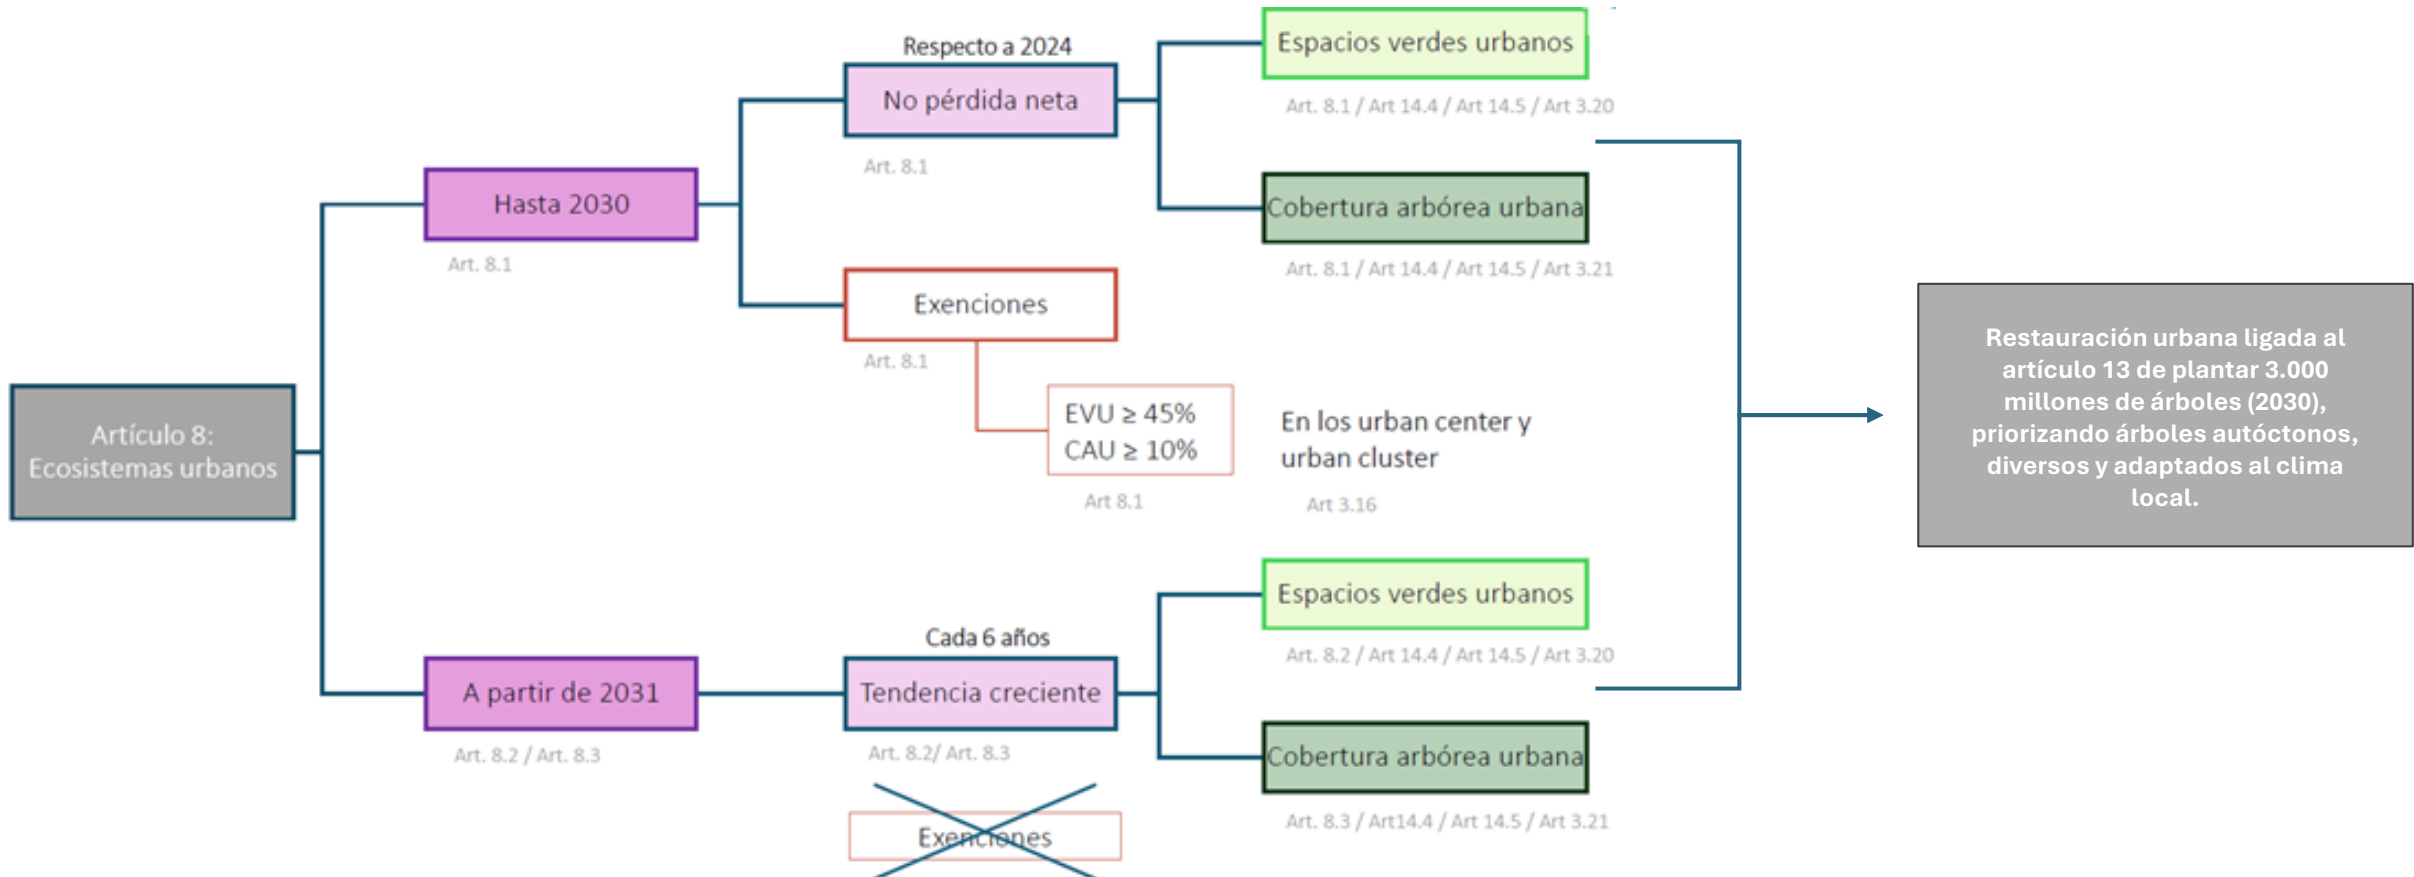 Artículo 8:
Ecosistemas urbanos
Hasta 2030
Art. 8.1
Respecto a 2024
No pérdida neta
Art. 8.1
Espacios verdes urbanos
Art. 8.1 / Art 14.4 / Art 14.5 / Art 3.20
Cobertura arbórea urbana
Art. 8.1 / Art 14.4 / Art 14.5 / Art 3.21
Exenciones
Art. 8.1
EVU ≥ 45%
CAU ≥ 10%
Art 8.1
En los urban center y
urban cluster
Art 3.16
A partir de 2031
Art. 8.2 / Art. 8.3
Cada 6 años
Tendencia creciente
Art. 8.2/ Art. 8.3
Exenciones
Espacios verdes urbanos
Art. 8.2 / Art 14.4 / Art 14.5 / Art 3.20
Cobertura arbórea urbana
Art. 8.3 / Art14.4 / Art 14.5 / Art 3.21
Restauración urbana ligada al
artículo 13 de plantar 3.000
millones de árboles (2030),
priorizando árboles autóctonos,
diversos y adaptados al clima
local.